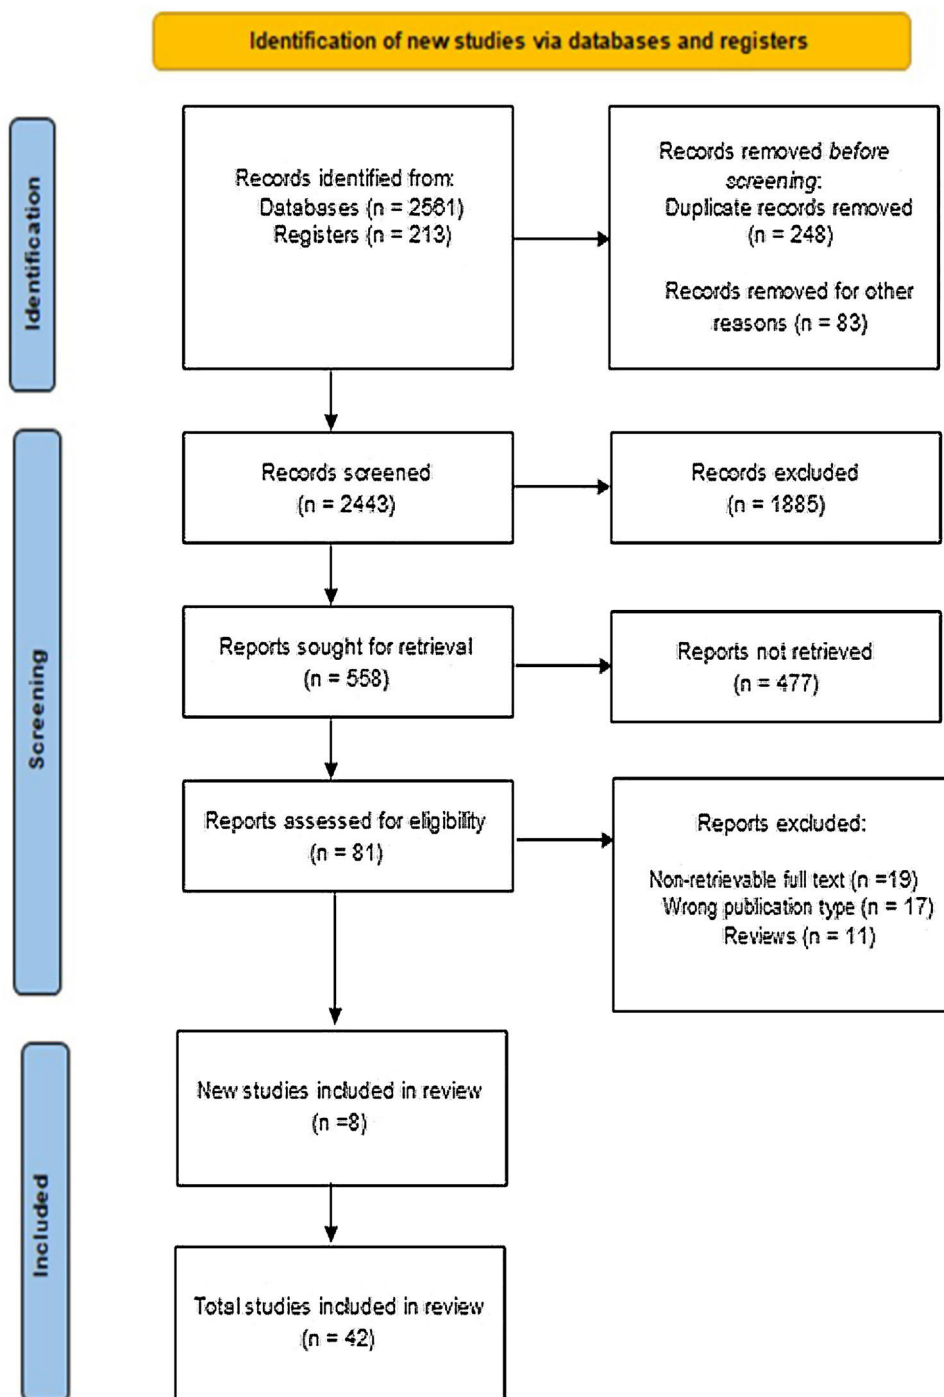 Identification of new studies via databases and registers
Identification
Records identified from:
Databases (n = 2561)
Registers (n = 213)
Records removed before
screening:
Duplicate records removed
(n = 248)
Records removed for other
reasons (n = 83)
Screening
Records screened
(n = 2443)
Records excluded
(n = 1885)
Reports sought for retrieval
(n = 558)
Reports not retrieved
(n = 477)
Reports assessed for eligibility
(n = 81)
Reports excluded:
Non-retrievable full text (n =19)
Wrong publication type (n = 17)
Reviews (n = 11)
Included
New studies included in review
(n =8)
Total studies included in review
(n = 42)